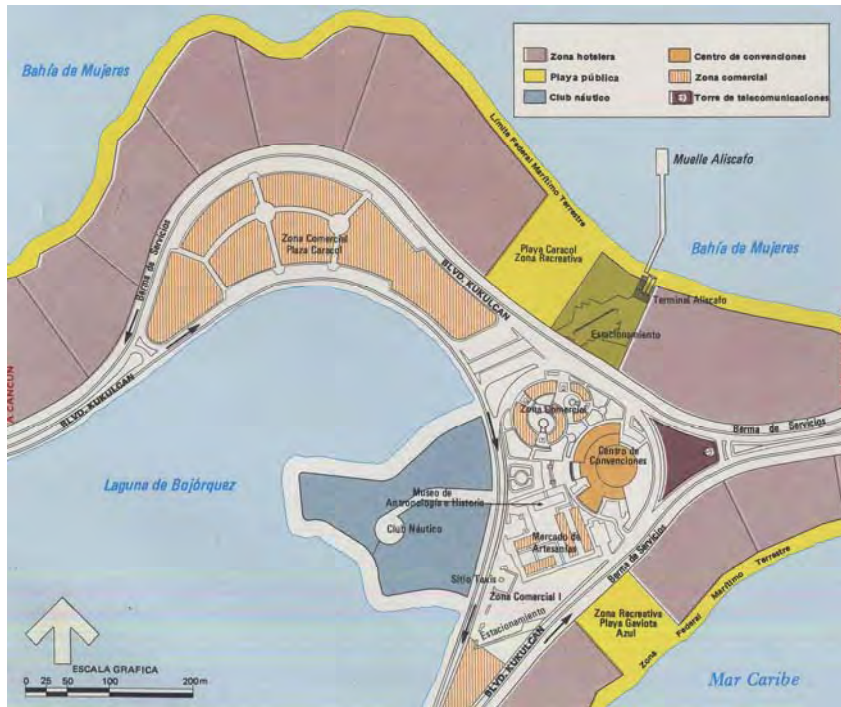 Bahía de Mujeres
Zona hotelera
Playa pública
Club náutico
Centro de convenciones
Zona comercial
Torre de telecomunicaciones
Límite Federal Marítimo Terrestre
Muelle Aliscafo
Bahía de Mujeres
Berma de Servicios
Zona Comercial
Plaza Caracol
Playa Caracol
Zona Recreativa
BLVD. KUKULCAN
Terminal Aliscafo
Estacionamiento
A CANCUN
BLVD. KUKULCAN
Zona Comercial
Berma de Servicios
Centro de
Convenciones
Laguna de Bojórquez
Museo de
Antropología e Historia
Club Náutico
Mercado de
Artesanías
Berma de Servicios
Sitio Taxis
Zona Comercial I
Estacionamiento
BLVD. KUKULCAN
Zona Recreativa
Playa Gaviota
Azul
Zona Federal Marítimo Terrestre
Mar Caribe
ESCALA GRAFICA
0 25 50 100 200m